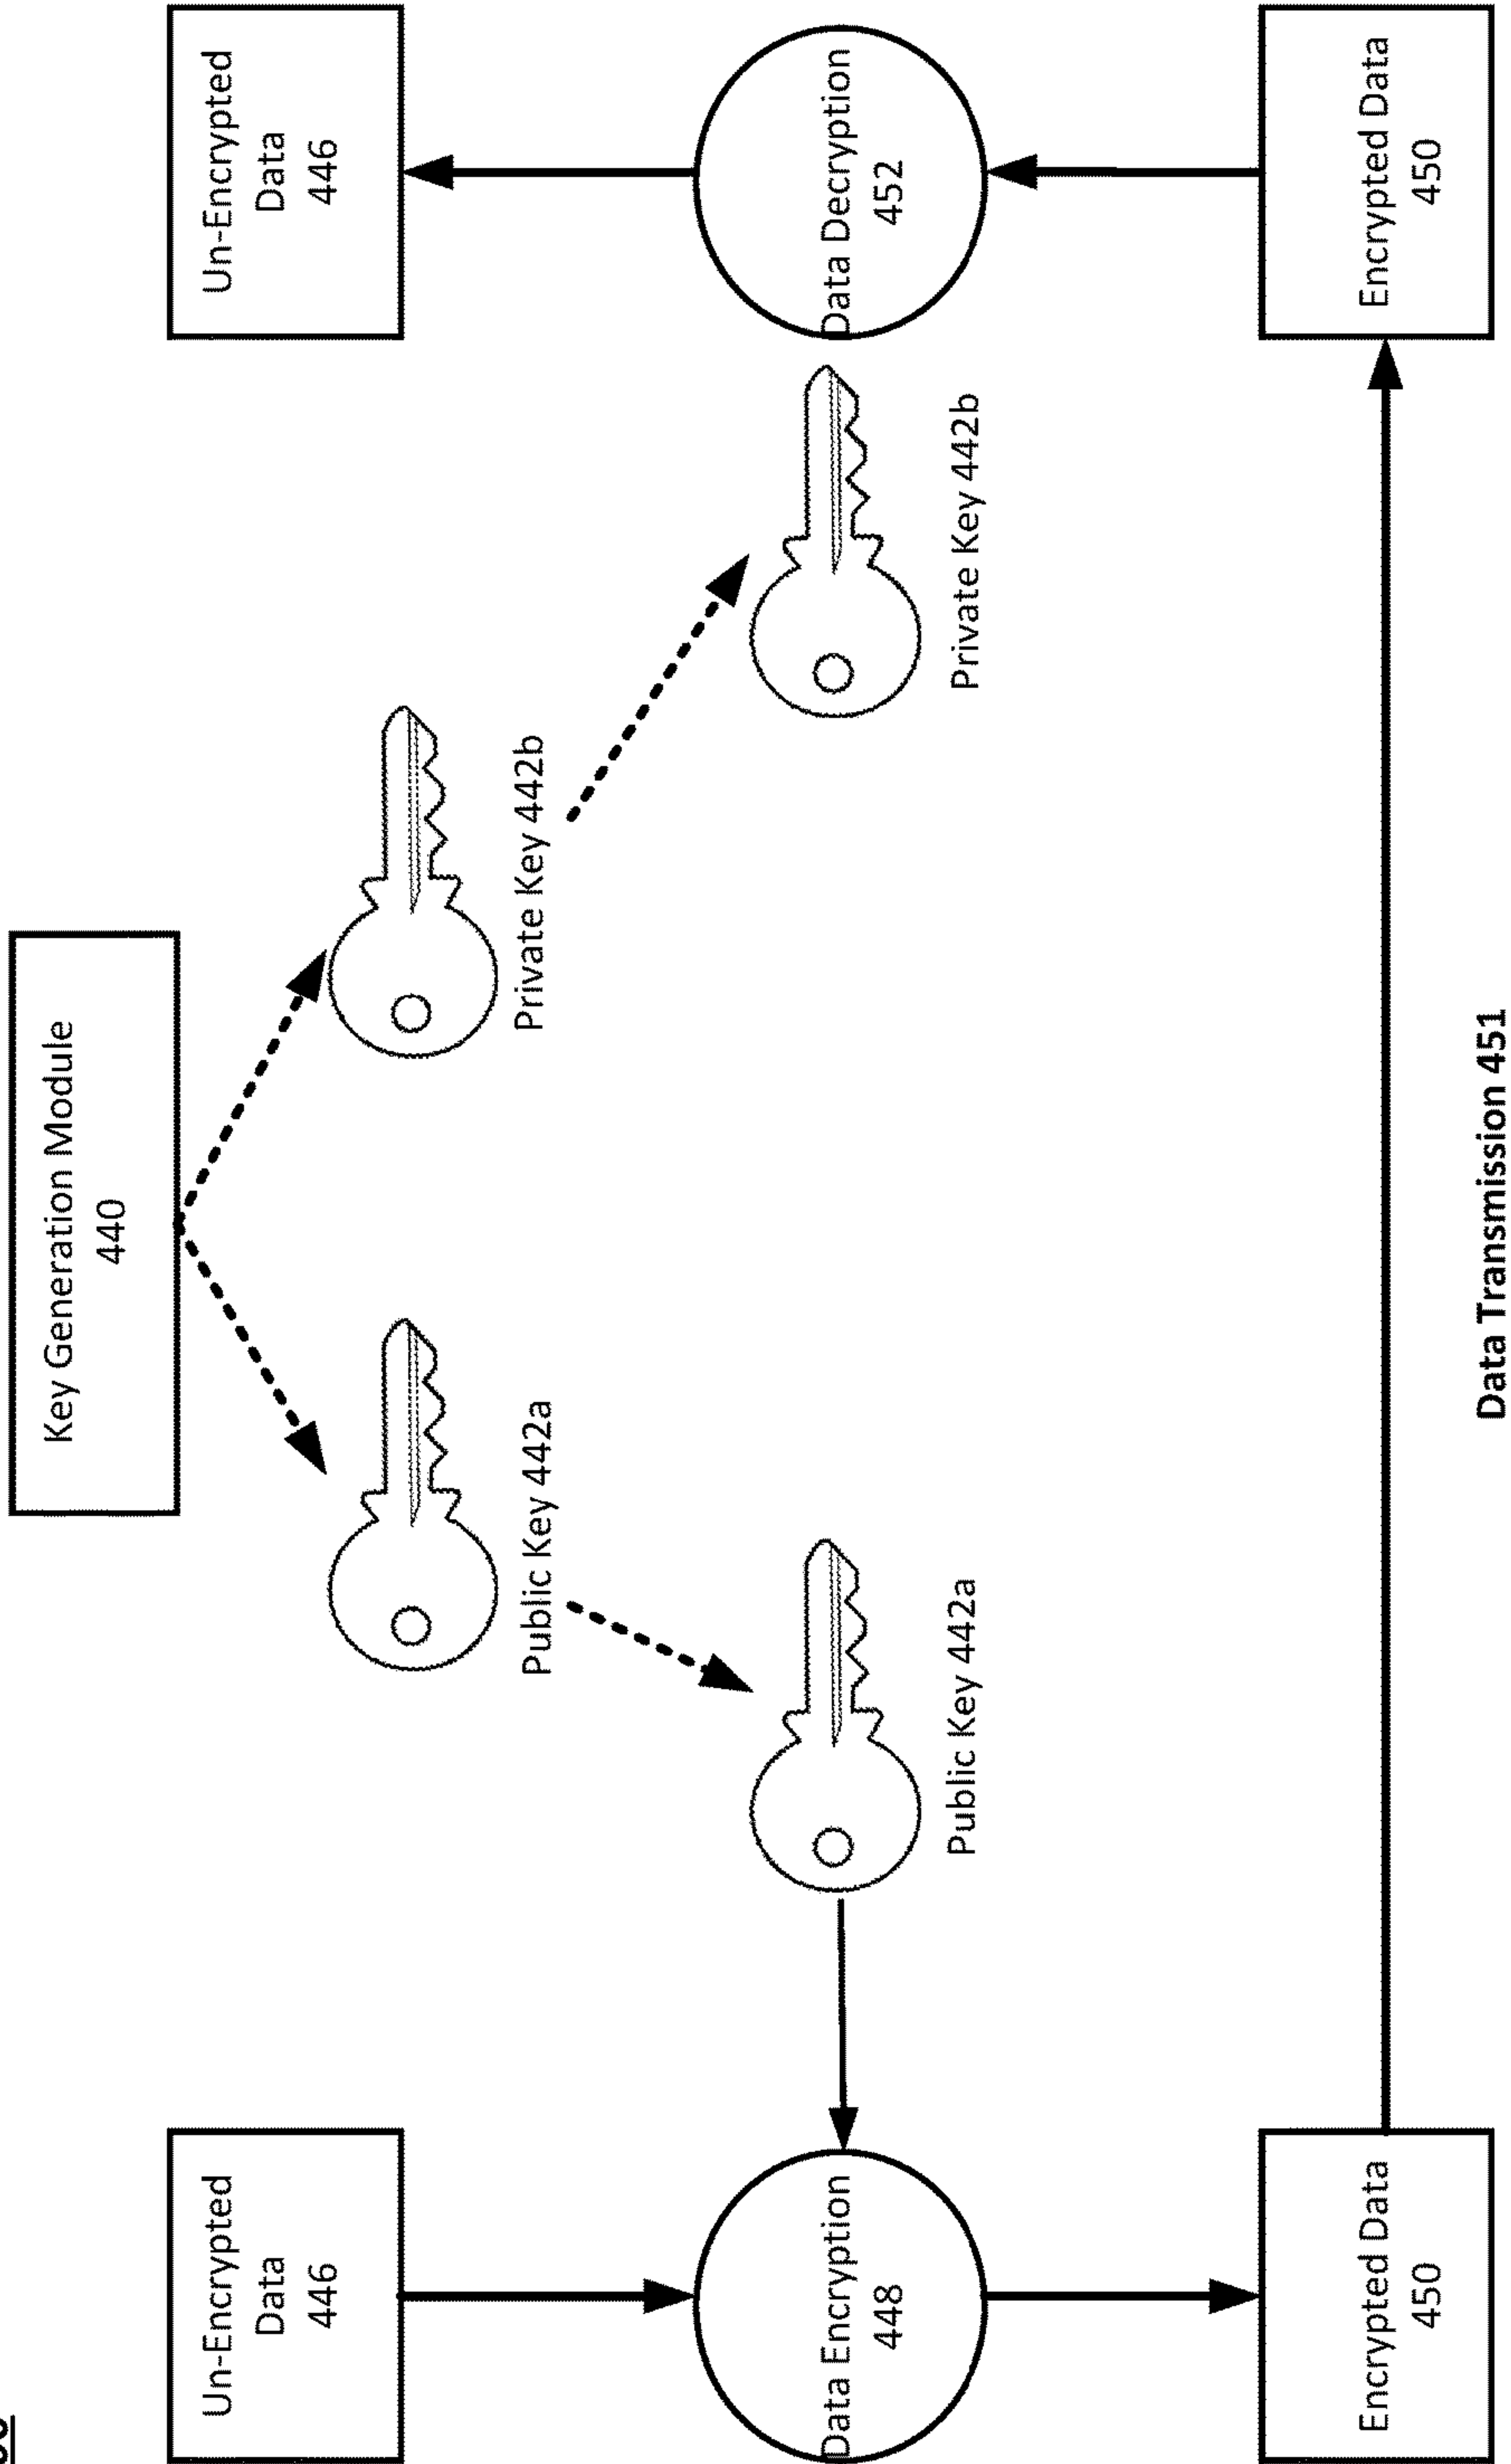 Key Generation Module
440
Un-Encrypted
Data
446
Un-Encrypted
Data
446
Public Key 442a
Private Key 442b
Data Encryption
448
Public Key 442a
Private Key 442b
Data Decryption
452
Encrypted Data
450
Encrypted Data
450
Data Transmission 451